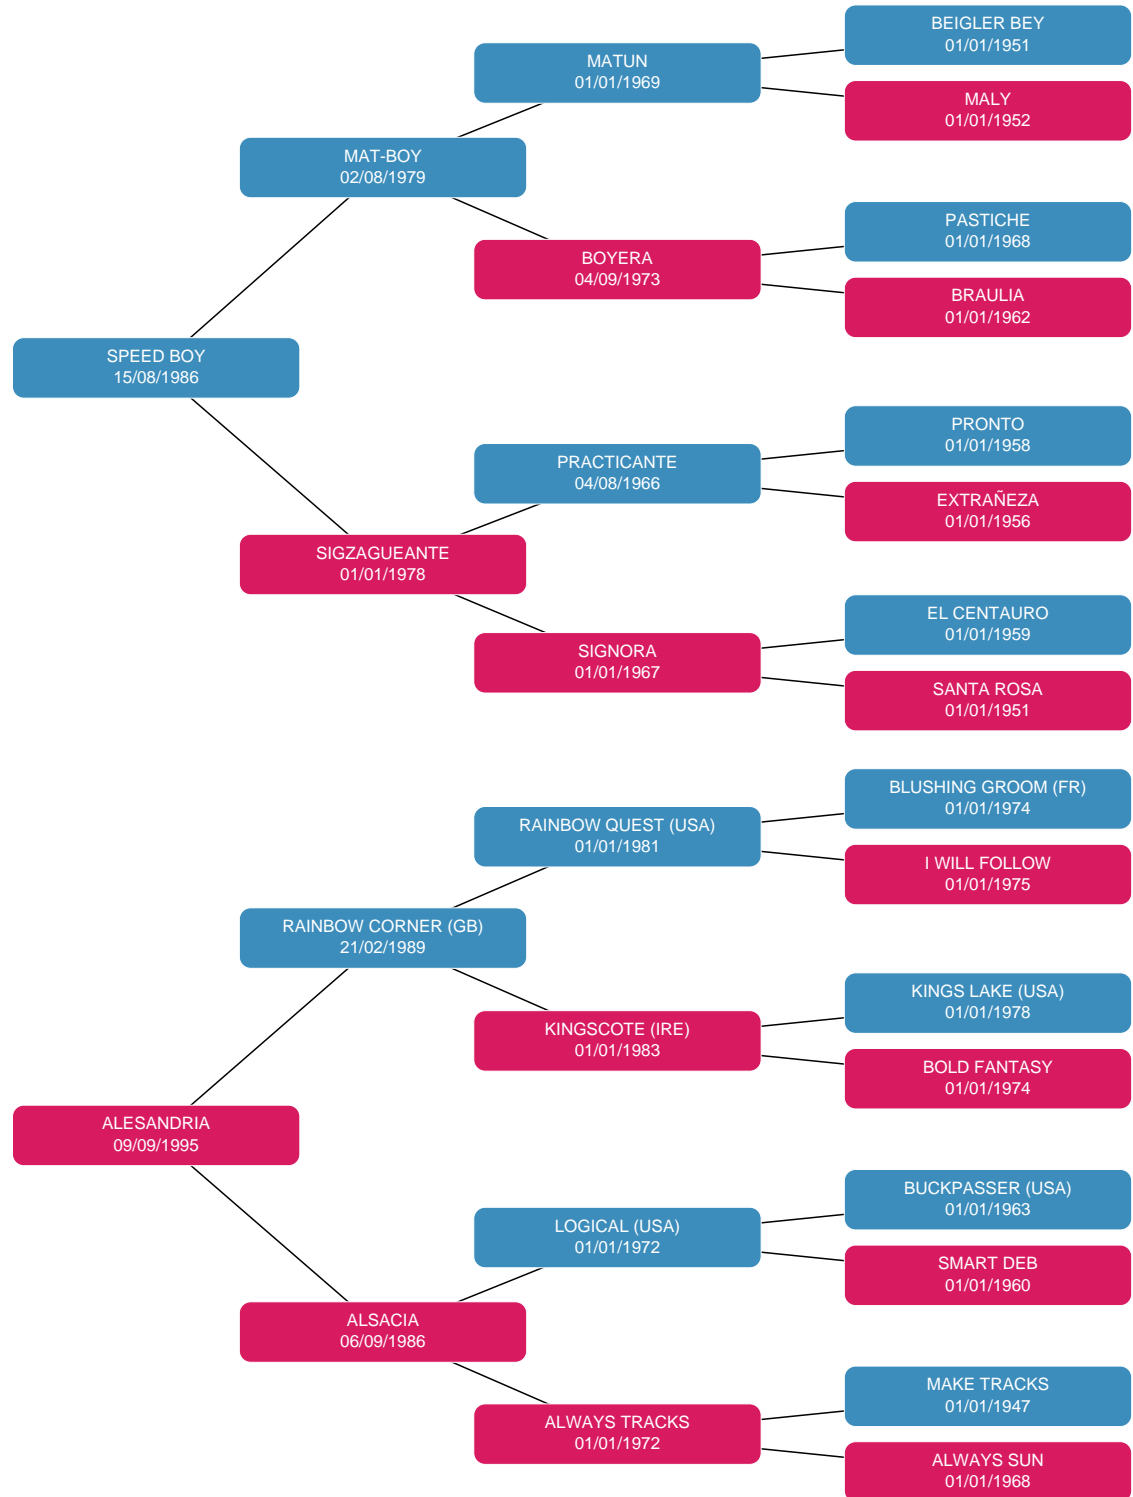 BEIGLER BEY
01/01/1951
MATUN
01/01/1969
MALY
01/01/1952
MAT-BOY
02/08/1979
PASTICHE
01/01/1968
BOYERA
04/09/1973
BRAULIA
01/01/1962
SPEED BOY
15/08/1986
PRONTO
01/01/1958
PRACTICANTE
04/08/1966
EXTRAÑEZA
01/01/1956
SIGZAGUEANTE
01/01/1978
EL CENTAURO
01/01/1959
SIGNORA
01/01/1967
SANTA ROSA
01/01/1951
BLUSHING GROOM (FR)
01/01/1974
RAINBOW QUEST (USA)
01/01/1981
I WILL FOLLOW
01/01/1975
RAINBOW CORNER (GB)
21/02/1989
KINGS LAKE (USA)
01/01/1978
KINGSCOTE (IRE)
01/01/1983
BOLD FANTASY
01/01/1974
ALESANDRIA
09/09/1995
BUCKPASSER (USA)
01/01/1963
LOGICAL (USA)
01/01/1972
SMART DEB
01/01/1960
ALSACIA
06/09/1986
MAKE TRACKS
01/01/1947
ALWAYS TRACKS
01/01/1972
ALWAYS SUN
01/01/1968